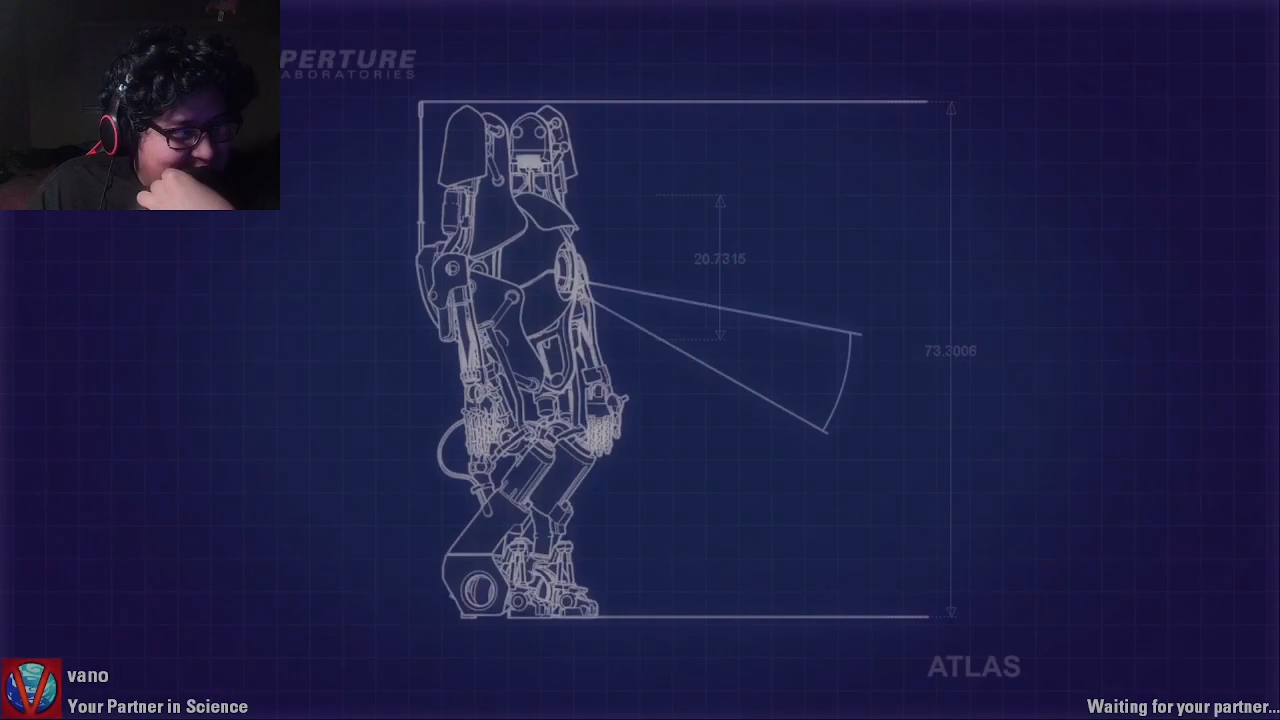 PERTURE
ABORATORIES
20.7315
73.3006
ATLAS
vano
Your Partner in Science
Waiting for your partner...